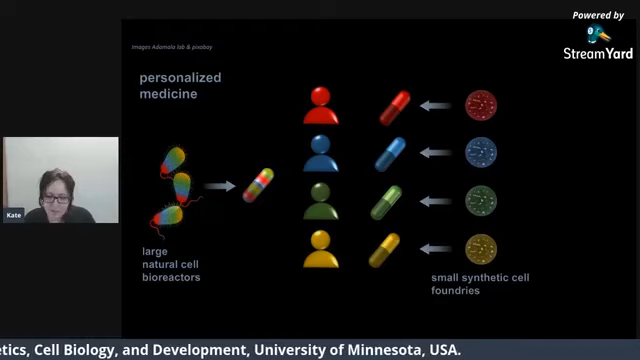 Powered by
StreamYard
Images Adamala lab & pixabay
personalized
medicine
Kate
large
natural cell
bioreactors
small synthetic cell
foundries
etics, Cell Biology, and Development, University of Minnesota, USA.